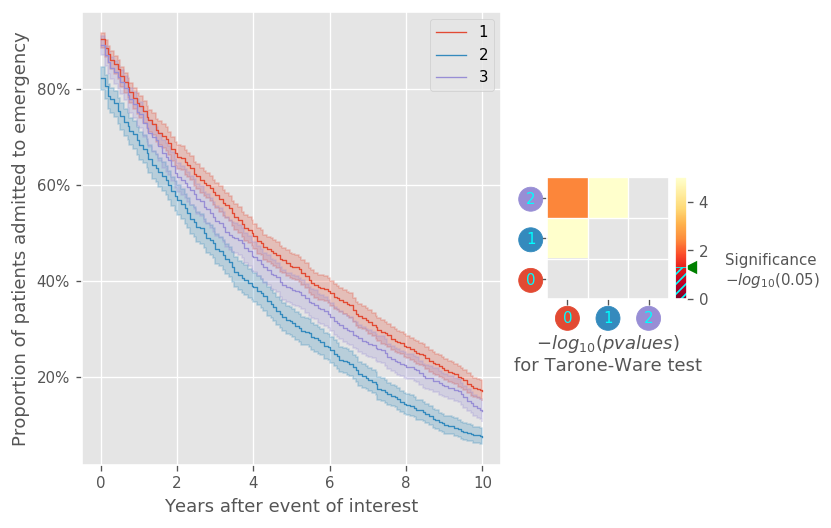 Proportion of patients admitted to emergency
80%
60%
40%
20%
0 2 4 6 8 10
Years after event of interest
1
2
3
2
1
0
0 1 2
4
2
0
Significance
−log₁₀(0.05)
−log₁₀(pvalues)
for Tarone-Ware test